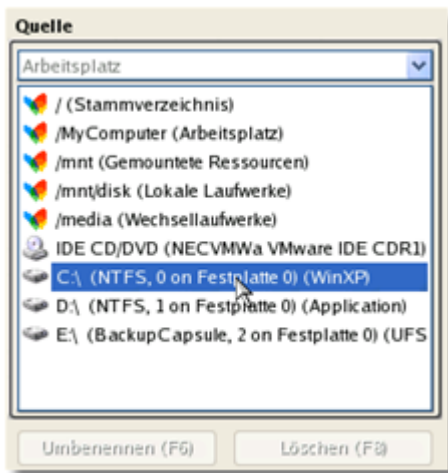 Quelle
Arbeitsplatz
/ (Stammverzeichnis)
/MyComputer (Arbeitsplatz)
/mnt (Gemountete Ressourcen)
/mnt/disk (Lokale Laufwerke)
/media (Wechsellaufwerke)
IDE CD/DVD (NECVMWa VMware IDE CDR1)
C:\ (NTFS, 0 on Festplatte 0) (WinXP)
D:\ (NTFS, 1 on Festplatte 0) (Application)
E:\ (BackupCapsule, 2 on Festplatte 0) (UFS
Umbenennen (F6) Löschen (F8)